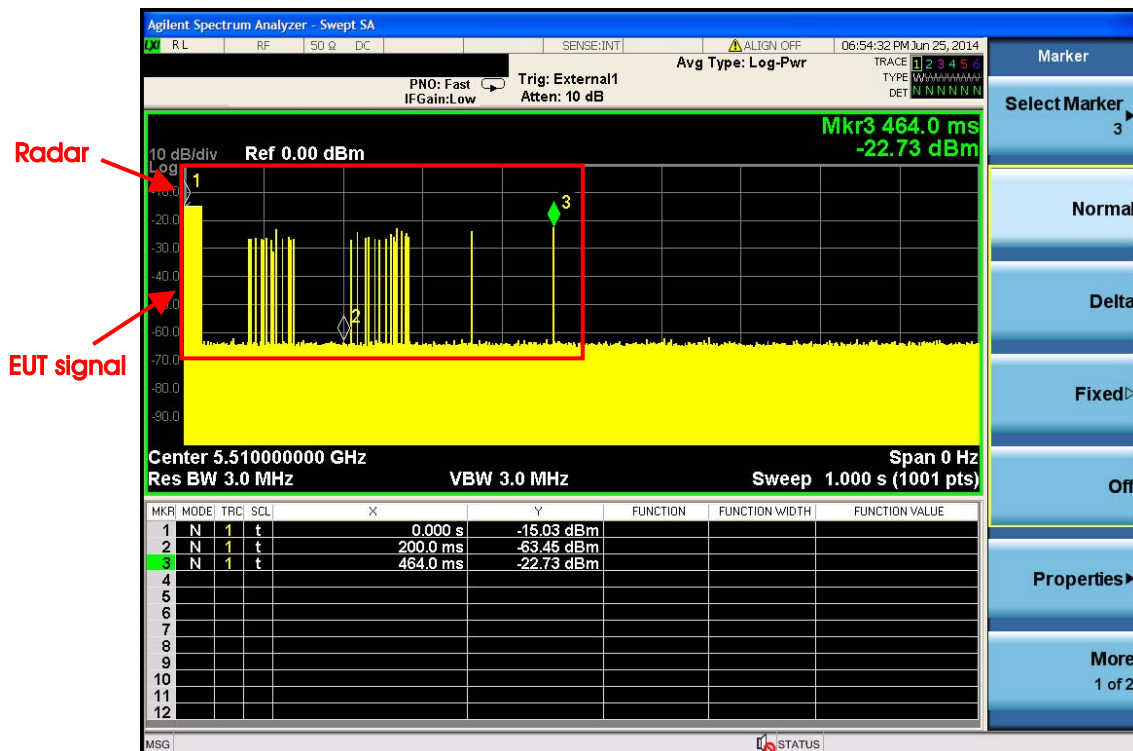 Agilent Spectrum Analyzer - Swept SA
LXI RL RF 50 Ω DC SENSE:INT ALIGN OFF 06:54:32 PM Jun 25, 2014
Avg Type: Log-Pwr
TRACE 1 2 3 4 5 6
TYPE
DET N N N N N N
PNO: Fast
IFGain:Low
Trig: External1
Atten: 10 dB
Mkr3 464.0 ms
-22.73 dBm
10 dB/div
Log
Ref 0.00 dBm
Radar
EUT signal
1
2
3
-20.0
-30.0
-40.0
-60.0
-70.0
-80.0
-90.0
Center 5.510000000 GHz Span 0 Hz
Res BW 3.0 MHz VBW 3.0 MHz Sweep 1.000 s (1001 pts)
MKR MODE TRC SCL X Y FUNCTION FUNCTION WIDTH FUNCTION VALUE
1 N 1 t 0.000 s -15.03 dBm
2 N 1 t 200.0 ms -63.45 dBm
3 N 1 t 464.0 ms -22.73 dBm
4
5
6
7
8
9
10
11
12
MSG STATUS
Marker
Select Marker
3
Normal
Delta
Fixed
Off
Properties
More
1 of 2